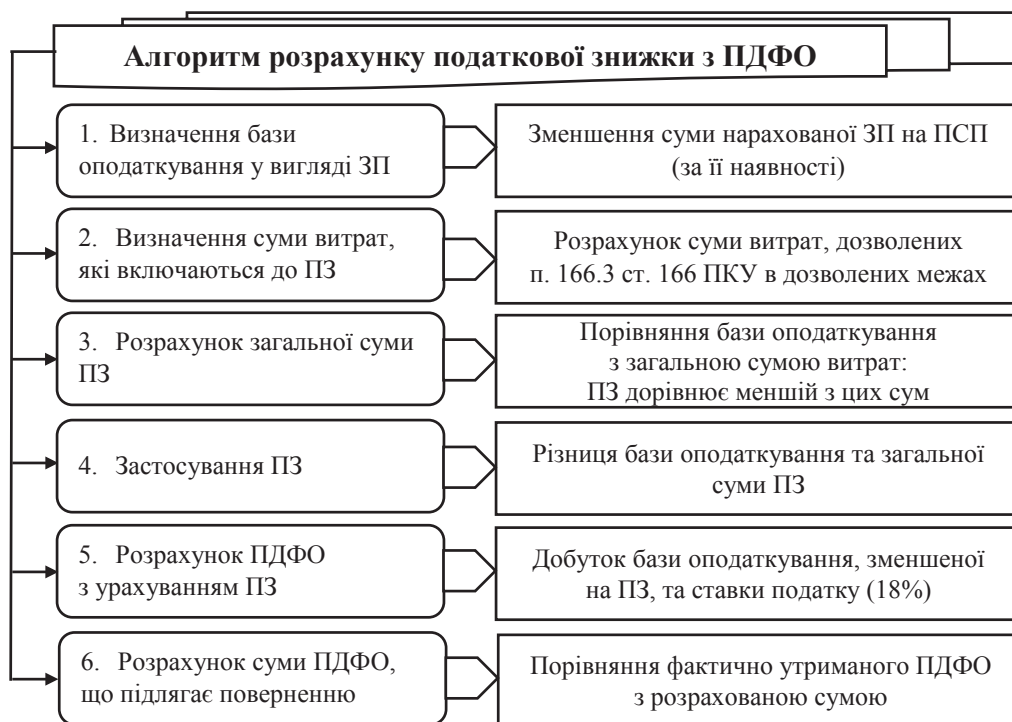 Алгоритм розрахунку податкової знижки з ПДФО
1. Визначення бази
оподаткування у вигляді ЗП
Зменшення суми нарахованої ЗП на ПСП
(за її наявності)
2. Визначення суми витрат,
які включаються до ПЗ
Розрахунок суми витрат, дозволених
п. 166.3 ст. 166 ПКУ в дозволених межах
3. Розрахунок загальної суми
ПЗ
Порівняння бази оподаткування
з загальною сумою витрат:
ПЗ дорівнює меншій з цих сум
4. Застосування ПЗ
Різниця бази оподаткування та загальної
суми ПЗ
5. Розрахунок ПДФО
з урахуванням ПЗ
Добуток бази оподаткування, зменшеної
на ПЗ, та ставки податку (18%)
6. Розрахунок суми ПДФО,
що підлягає поверненню
Порівняння фактично утриманого ПДФО
з розрахованою сумою